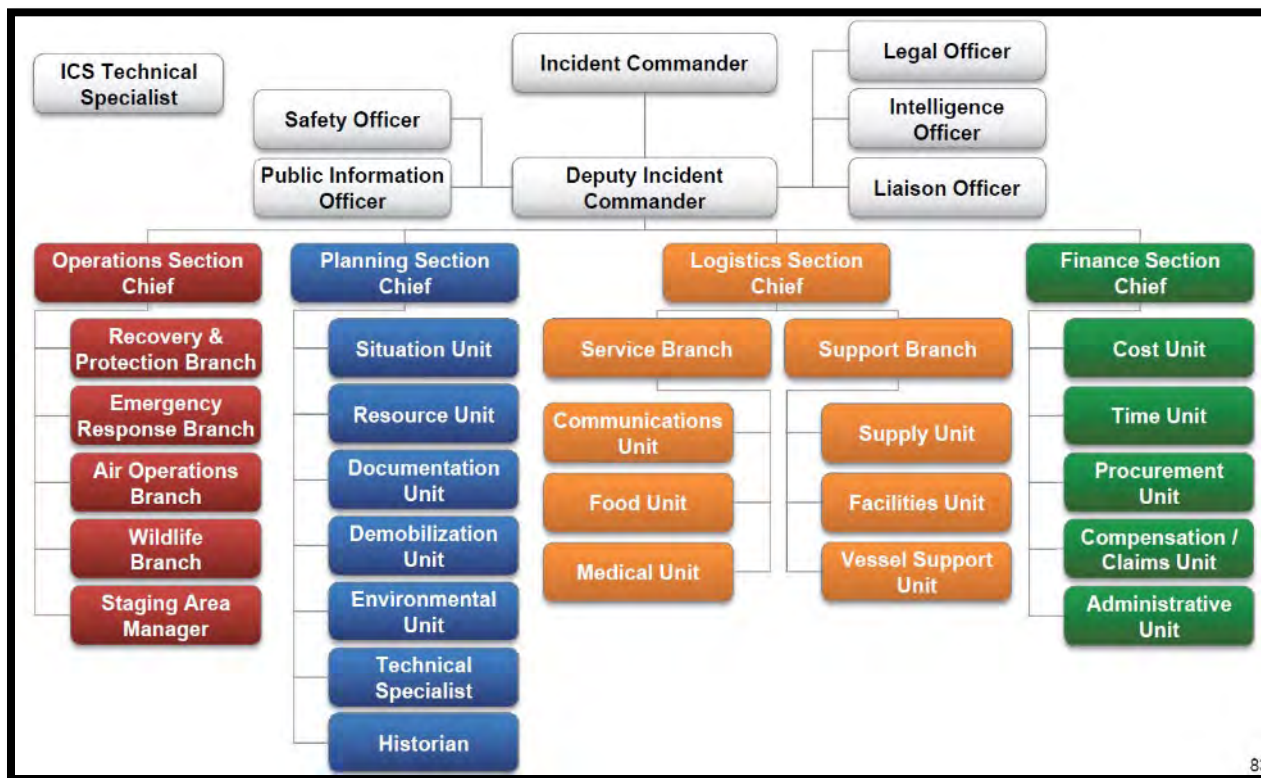 ICS Technical
Specialist
Incident Commander
Legal Officer
Safety Officer
Intelligence
Officer
Public Information
Officer
Deputy Incident
Commander
Liaison Officer
Operations Section
Chief
Recovery &
Protection Branch
Emergency
Response Branch
Air Operations
Branch
Wildlife
Branch
Staging Area
Manager
Planning Section
Chief
Situation Unit
Resource Unit
Documentation
Unit
Demobilization
Unit
Environmental
Unit
Technical
Specialist
Historian
Logistics Section
Chief
Service Branch
Communications
Unit
Food Unit
Medical Unit
Support Branch
Supply Unit
Facilities Unit
Vessel Support
Unit
Finance Section
Chief
Cost Unit
Time Unit
Procurement
Unit
Compensation /
Claims Unit
Administrative
Unit